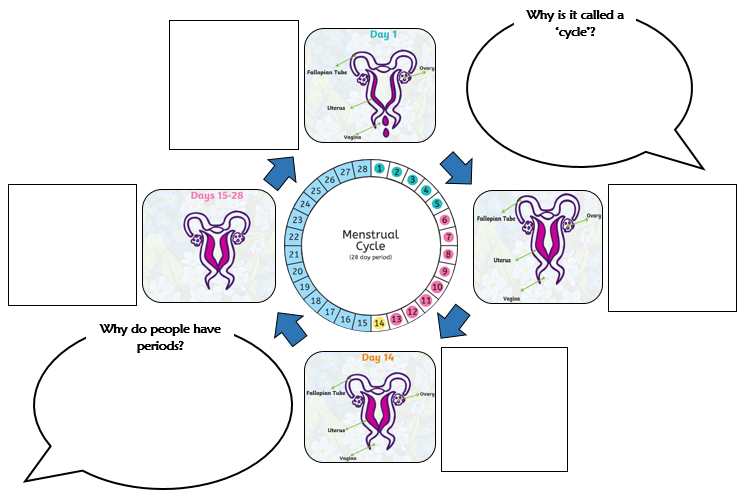 Why is it called a
‘cycle’?
Day 1
Fallopian Tube
Ovary
Uterus
Vagina
Days 15-28
Fallopian Tube
Ovary
Uterus
Vagina
1
2
3
4
5
6
7
8
9
10
11
12
13
14
15
16
17
18
19
20
21
22
23
24
25
26
27
28
Menstrual
Cycle
(28 day period)
Why do people have
periods?
Day 14
Fallopian Tube
Ovary
Uterus
Vagina